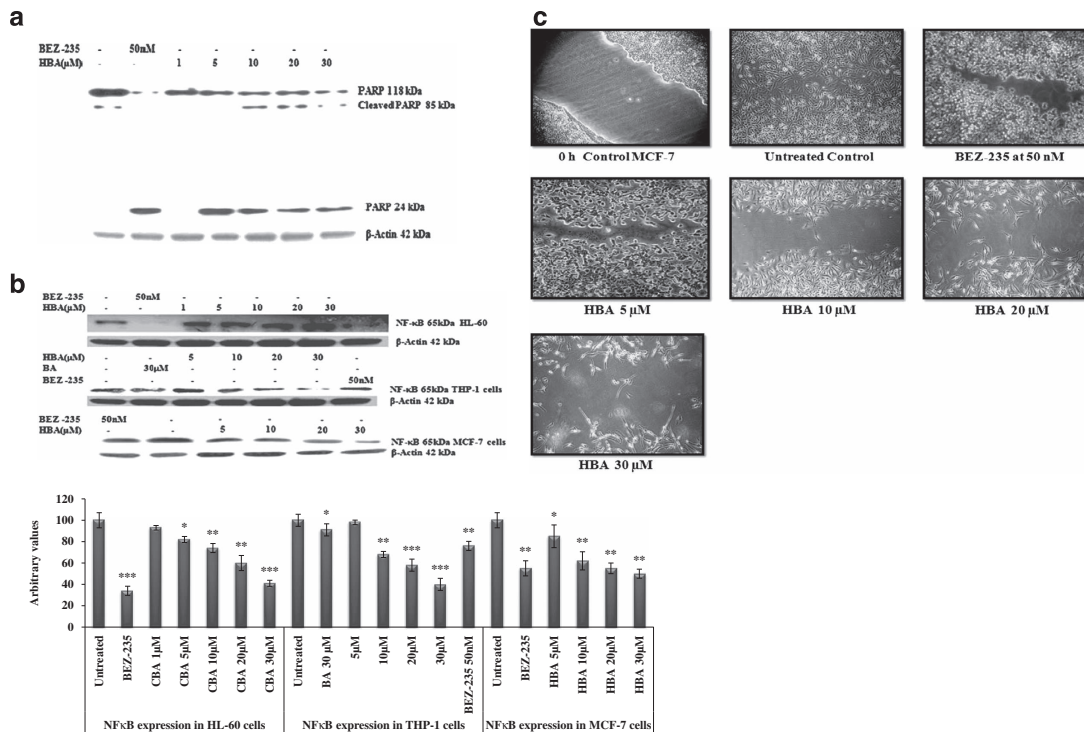 a
BEZ-235 - 50nM - - - - -
HBA(µM) - - 1 5 10 20 30
PARP 118 kDa
Cleaved PARP 85 kDa
PARP 24 kDa
β-Actin 42 kDa
b
BEZ-235 - 50nM - - - - -
HBA(µM) - - 1 5 10 20 30
NF-κB 65kDa HL-60
β-Actin 42 kDa
HBA(µM) - - 5 10 20 30 -
BA - 30µM - - - - -
BEZ-235 - - - - - - 50nM
NF-κB 65kDa THP-1 cells
β-Actin 42 kDa
BEZ-235 50nM - - - - -
HBA(µM) - - 5 10 20 30
NF-κB 65kDa MCF-7 cells
β-Actin 42 kDa
Arbitrary values
120
100
80
60
40
20
0
*** * ** ** *** * ** *** *** ** ** * ** ** **
Untreated
BEZ-235
CBA 1µM
CBA 5µM
CBA 10µM
CBA 20µM
CBA 30µM
Untreated
BA 30 µM
5µM
10µM
20µM
30µM
BEZ-235 50nM
Untreated
BEZ-235
HBA 5µM
HBA 10µM
HBA 20µM
HBA 30µM
NFκB expression in HL-60 cells
NFκB expression in THP-1 cells
NFκB expression in MCF-7 cells
c
0 h Control MCF-7
Untreated Control
BEZ-235 at 50 nM
HBA 5 µM
HBA 10 µM
HBA 20 µM
HBA 30 µM